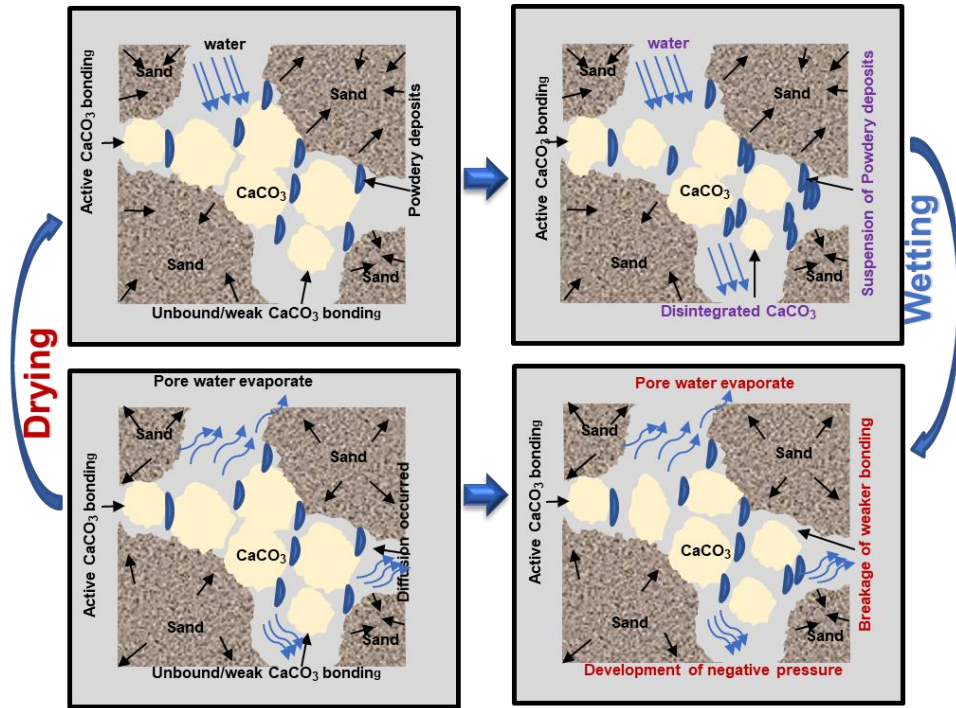 water
Sand
Sand
Active CaCO3 bonding
Powdery deposits
CaCO3
Sand
Sand
Unbound/weak CaCO3 bonding
water
Sand
Sand
Active CaCO3 bonding
Suspension of Powdery deposits
CaCO3
Sand
Sand
Disintegrated CaCO3
Drying
Wetting
Pore water evaporate
Sand
Sand
Active CaCO3 bonding
Diffusion occurred
CaCO3
Sand
Sand
Unbound/weak CaCO3 bonding
Pore water evaporate
Sand
Sand
Active CaCO3 bonding
Breakage of weaker bonding
CaCO3
Sand
Sand
Development of negative pressure